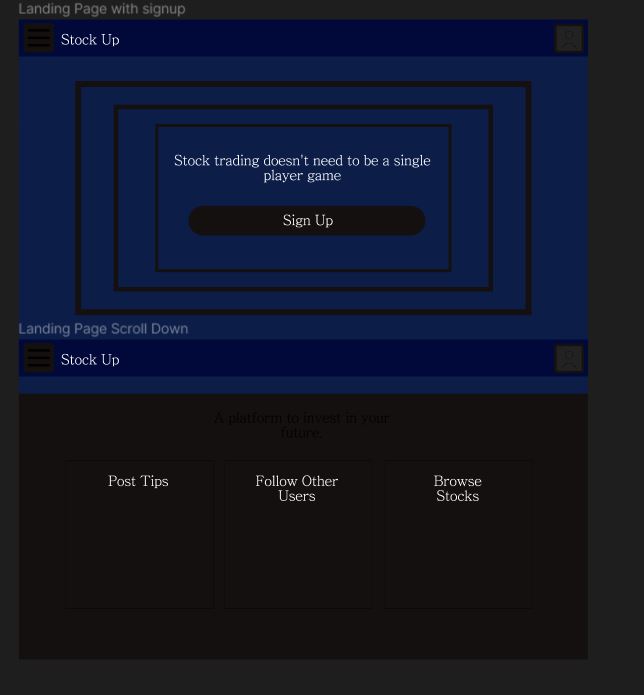 Landing Page with signup
Stock Up
Stock trading doesn't need to be a single
player game
Sign Up
Landing Page Scroll Down
Stock Up
A platform to invest in your
future.
Post Tips
Follow Other
Users
Browse
Stocks